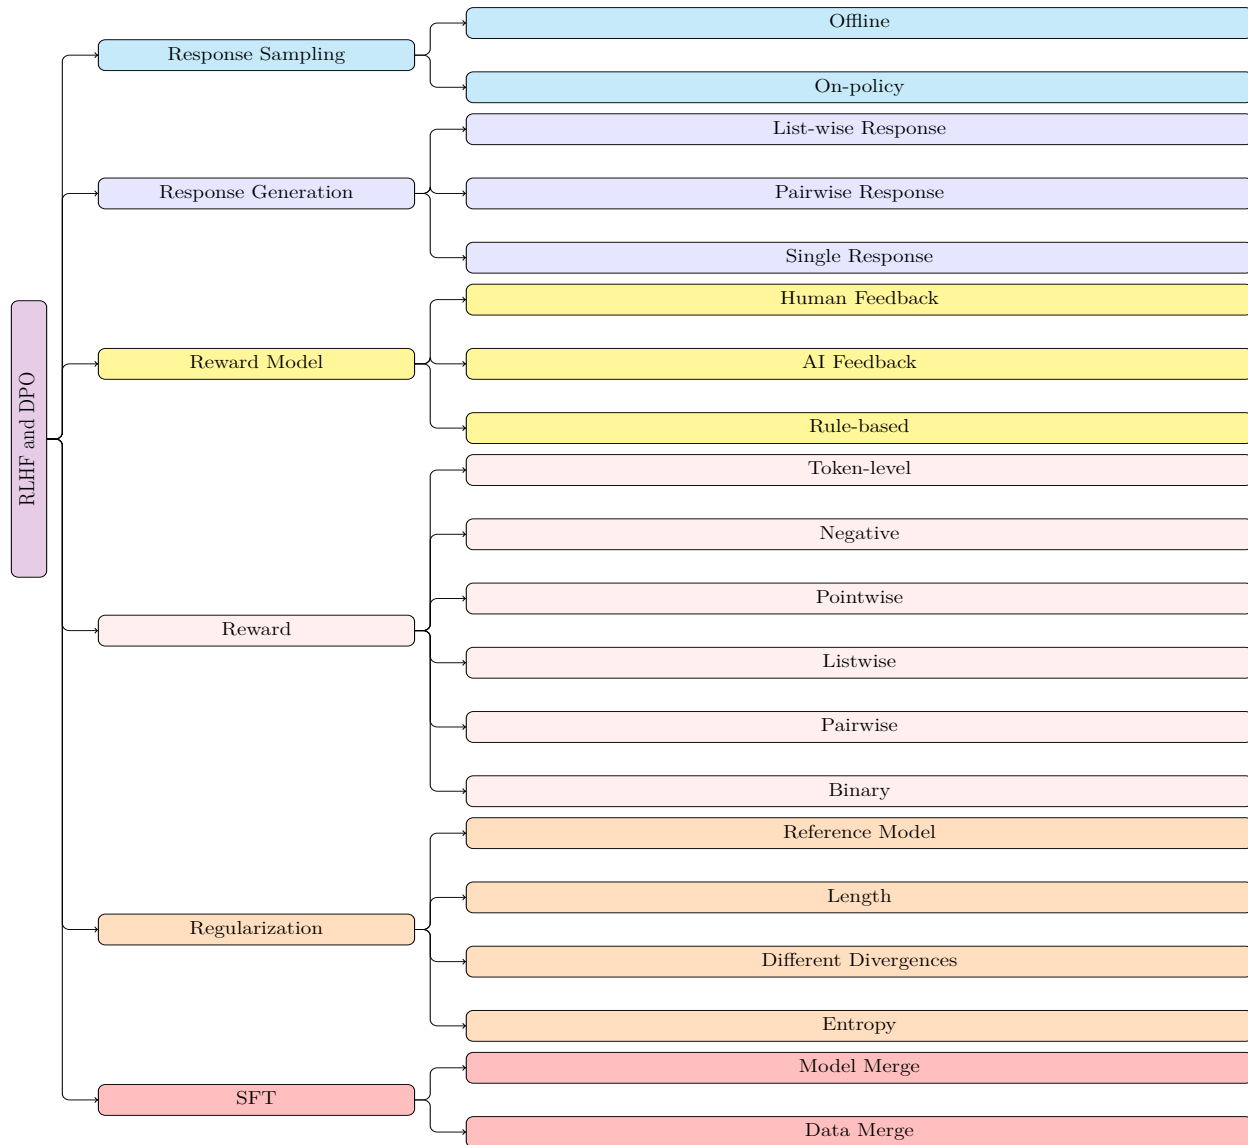 RLHF and DPO
Response Sampling
Offline
On-policy
Response Generation
List-wise Response
Pairwise Response
Single Response
Reward Model
Human Feedback
AI Feedback
Rule-based
Reward
Token-level
Negative
Pointwise
Listwise
Pairwise
Binary
Regularization
Reference Model
Length
Different Divergences
Entropy
SFT
Model Merge
Data Merge